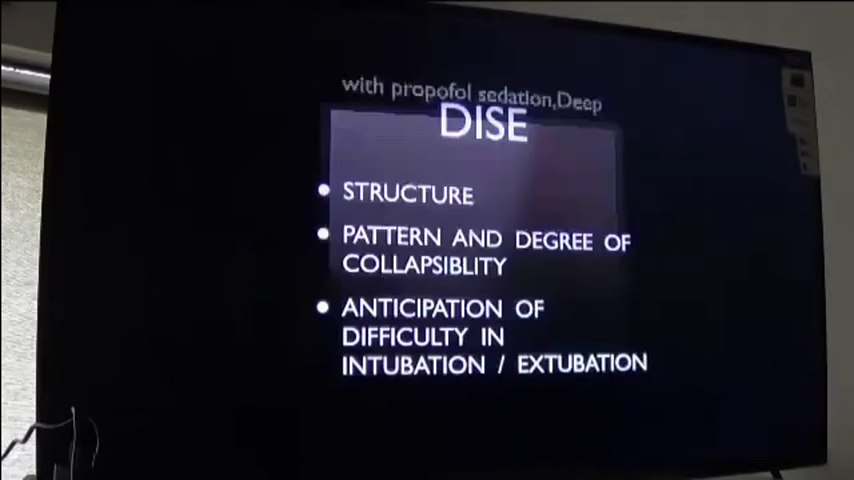 with propofol sedation,Deep
DISE
• STRUCTURE
• PATTERN AND DEGREE OF
COLLAPSIBLITY
• ANTICIPATION OF
DIFFICULTY IN
INTUBATION / EXTUBATION